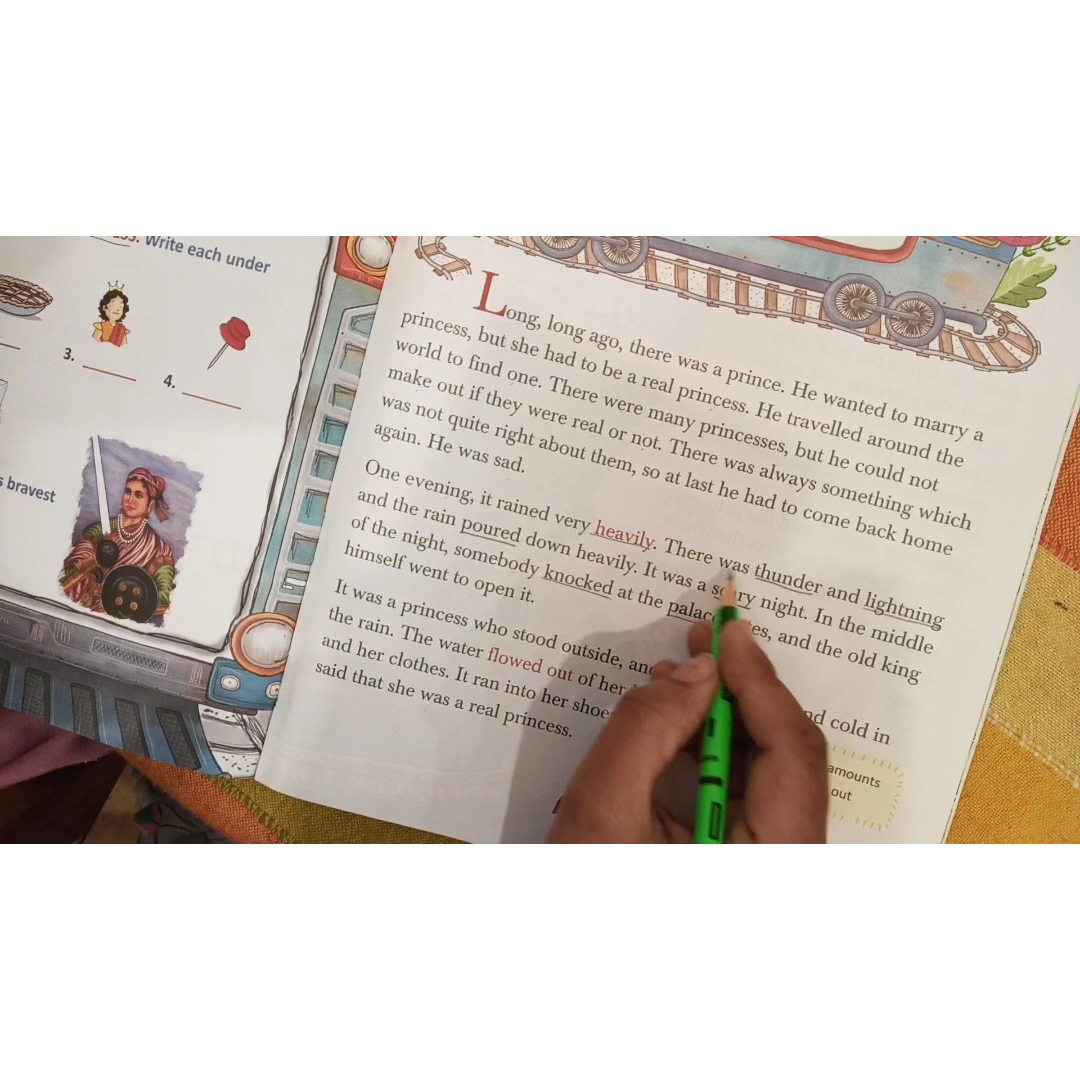 Write each under
3.
4.
bravest
Long, long ago, there was a prince. He wanted to marry a
princess, but she had to be a real princess. He travelled around the
world to find one. There were many princesses, but he could not
make out if they were real or not. There was always something which
was not quite right about them, so at last he had to come back home
again. He was sad.
One evening, it rained very heavily. There was thunder and lightning
and the rain poured down heavily. It was a night. In the middle
of the night, somebody knocked at the and the old king
himself went to open it.
It was a princess who stood outside, cold in
the rain. The water flowed out of her
and her clothes. It ran into her
said that she was a real princess.
amounts
out